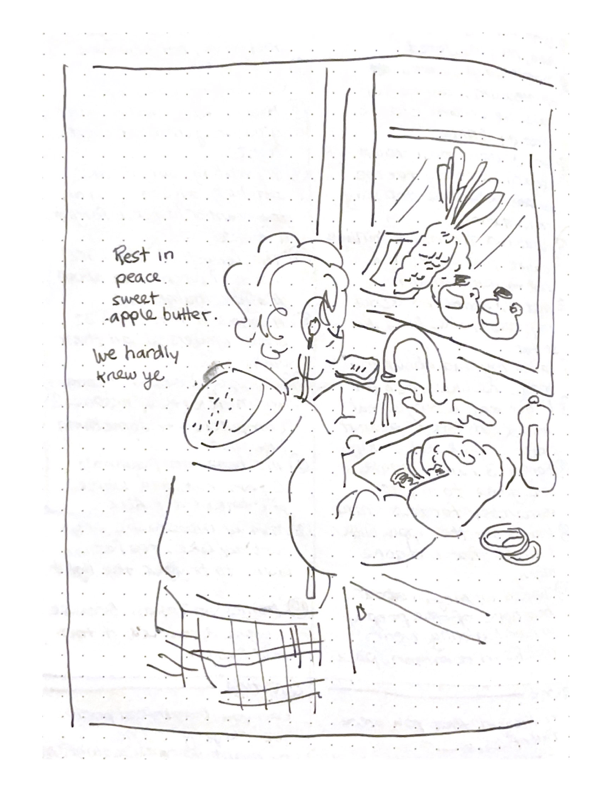 Rest in
peace
sweet
apple butter.
We hardly
knew ye